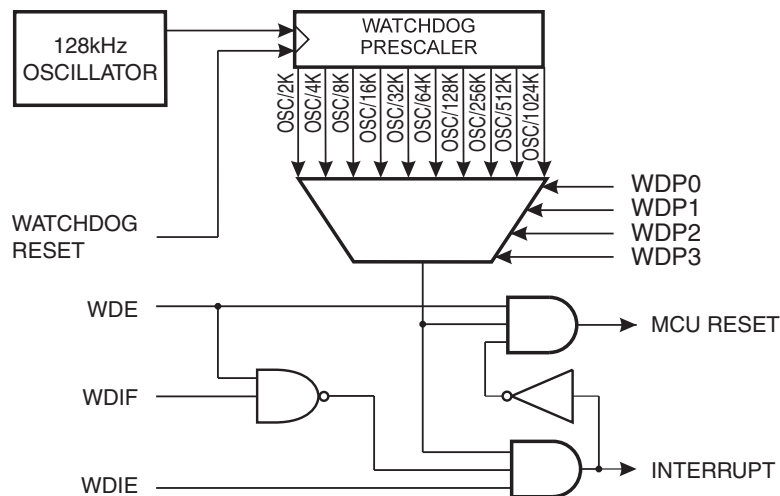 128kHz
OSCILLATOR
WATCHDOG
PRESCALER
OSC/2K
OSC/4K
OSC/8K
OSC/16K
OSC/32K
OSC/64K
OSC/128K
OSC/256K
OSC/512K
OSC/1024K
WDP0
WDP1
WDP2
WDP3
WATCHDOG
RESET
WDE
MCU RESET
WDIF
WDIE
INTERRUPT